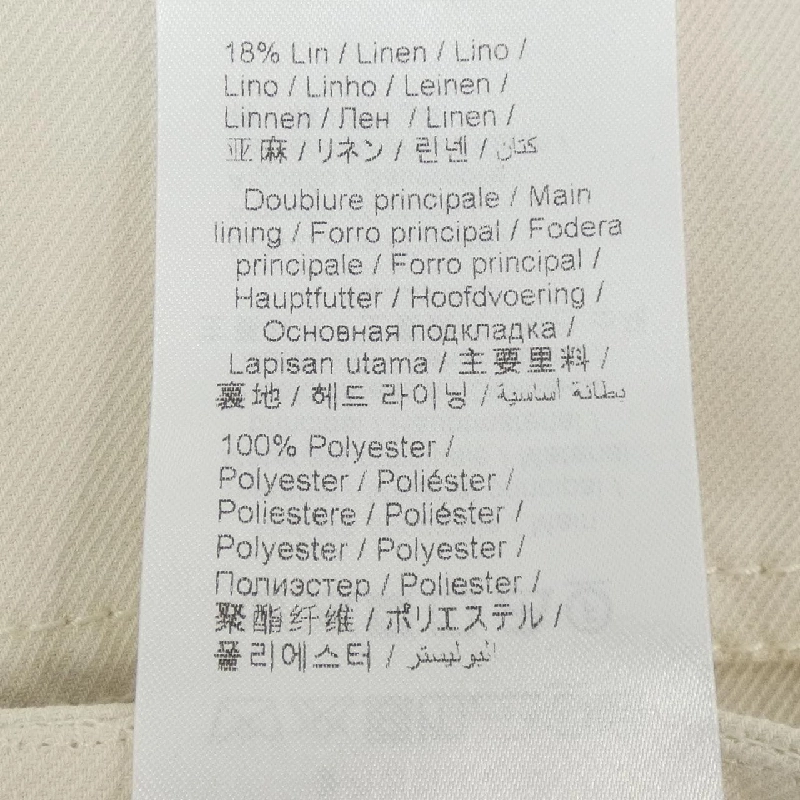 18% Lin / Linen / Lino /
Lino / Linho / Leinen /
Linnen / Лен / Linen /
亚麻 / リネン / 린넨 / كتان
Doublure principale / Main
lining / Forro principal / Fodera
principale / Forro principal /
Hauptfutter / Hoofdvoering /
Основная подкладка /
Lapisan utama / 主要里料 /
裏地 / 헤드 라이닝 / بطانة أساسية
100% Polyester /
Polyester / Poliéster /
Poliestere / Poliéster /
Polyester / Polyester /
Полиэстер / Poliester /
聚酯纤维 / ポリエステル /
폴리에스터 / البوليستر